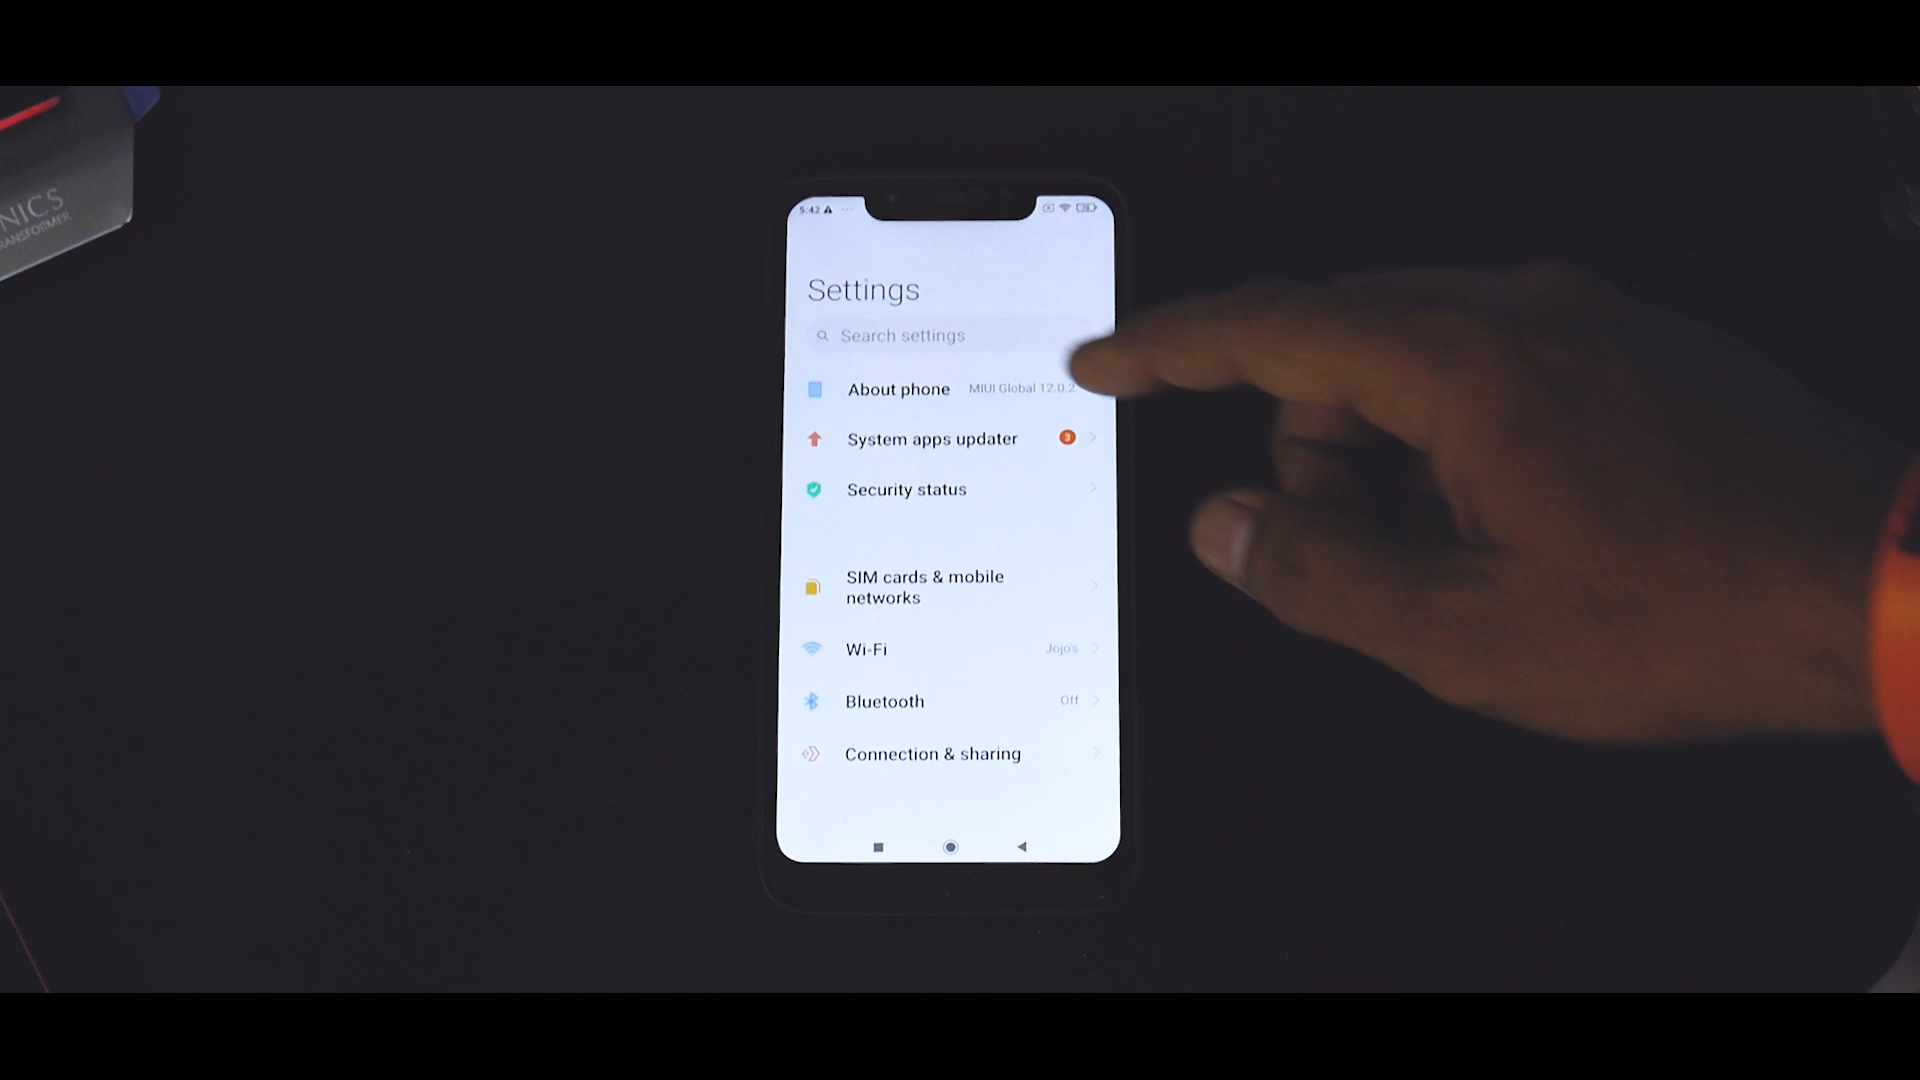 NICS
RANSFORMER
5:42
Settings
Search settings
About phone MIUI Global 12.0.2
System apps updater 3
Security status
SIM cards & mobile
networks
Wi-Fi Jojo's
Bluetooth Off
Connection & sharing